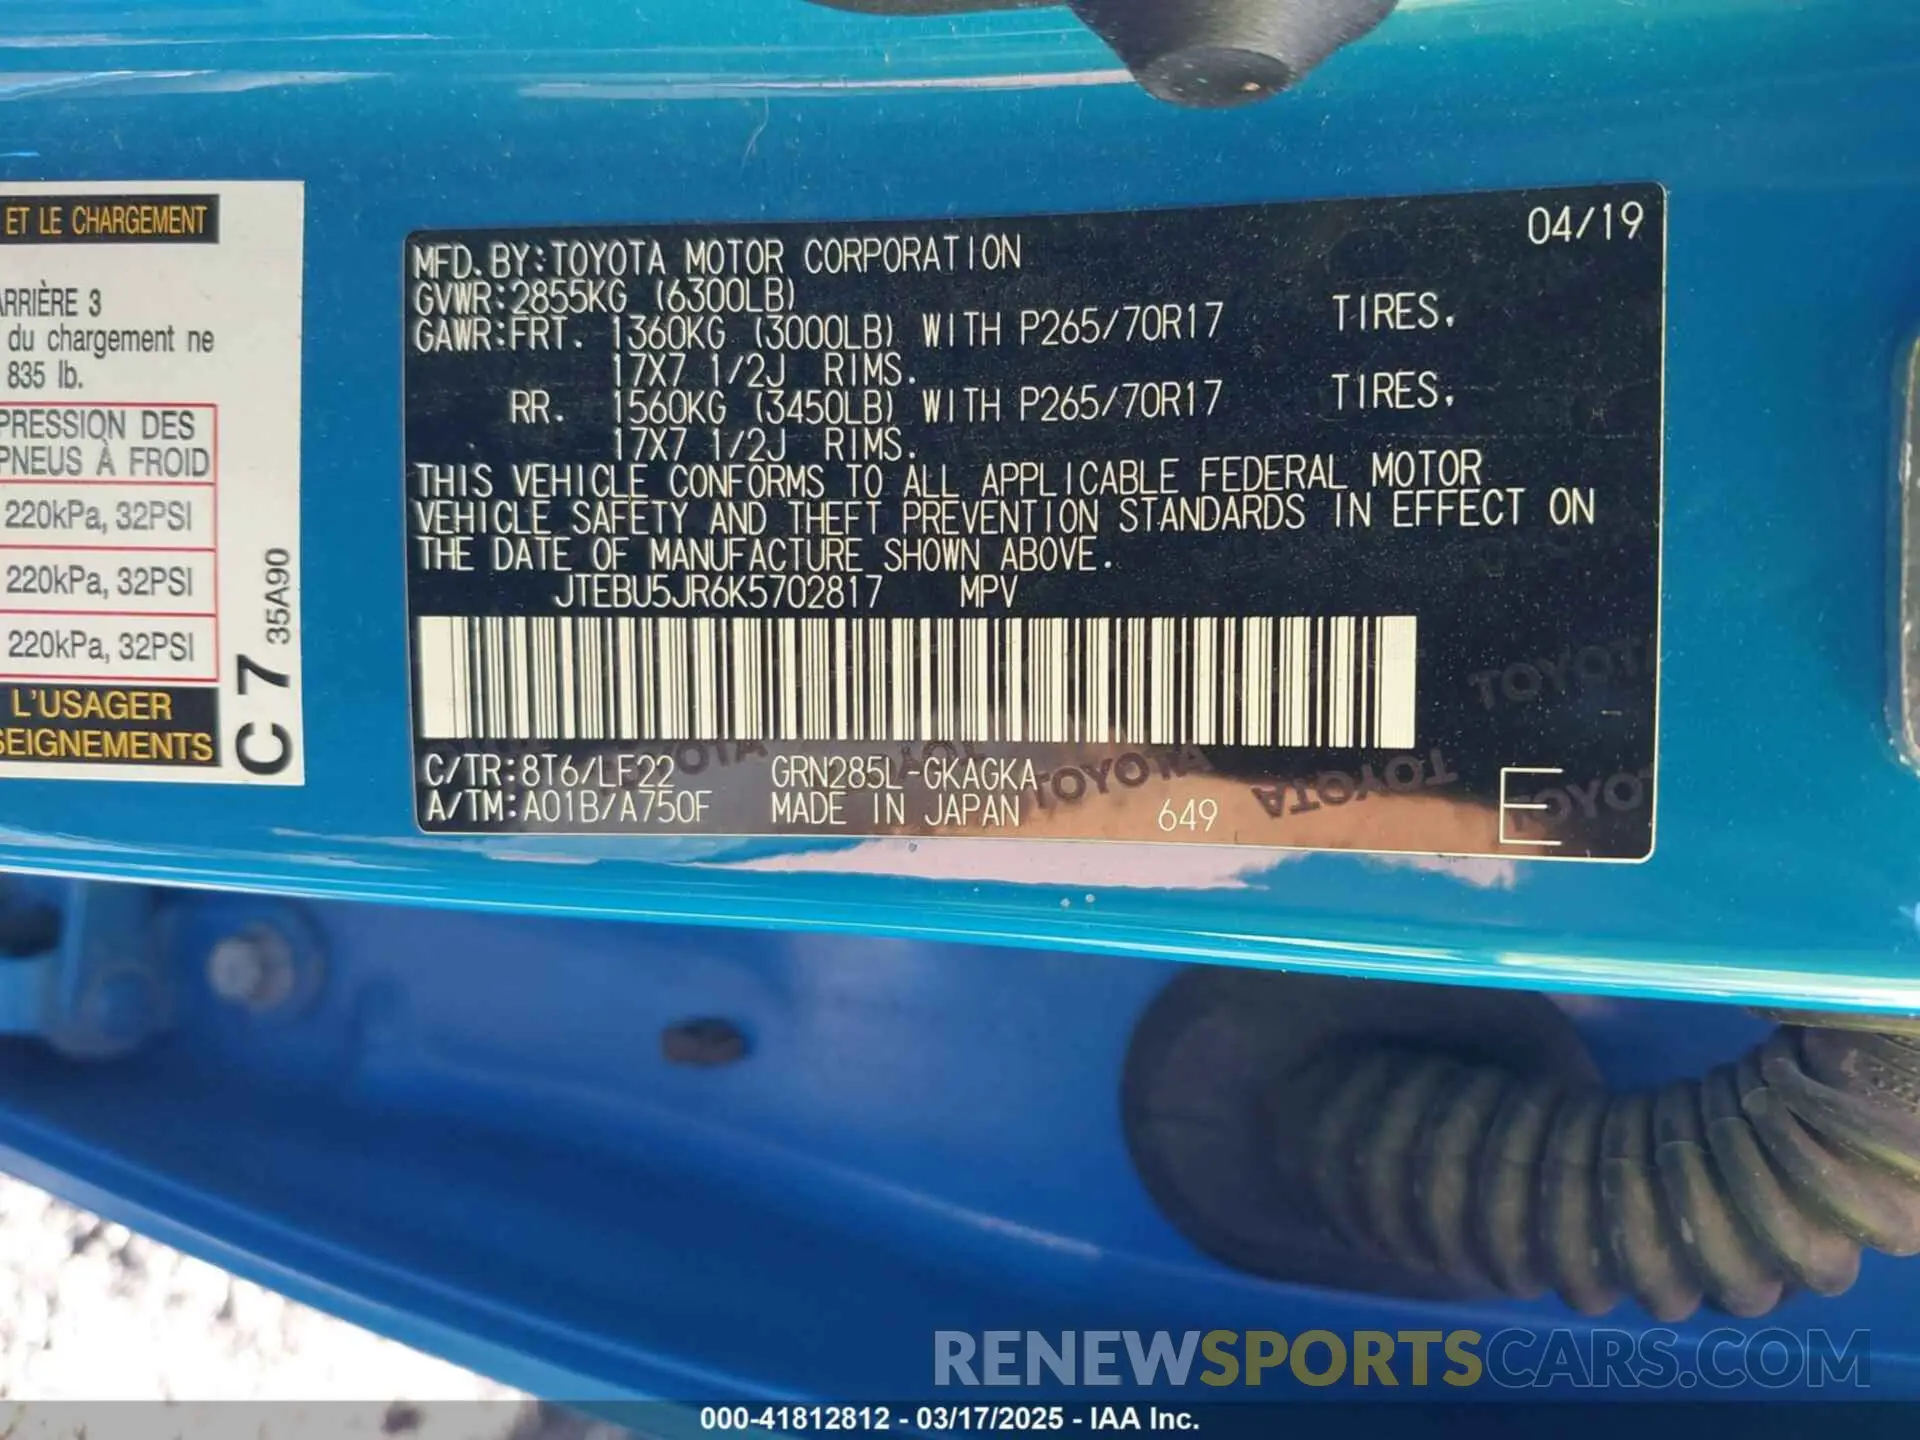 ET LE CHARGEMENT
ARRIÈRE 3
du chargement ne
835 lb.
PRESSION DES
PNEUS À FROID
220kPa, 32PSI
220kPa, 32PSI
220kPa, 32PSI
L'USAGER
SEIGNEMENTS
C 7 35A90
04/19
MFD. BY: TOYOTA MOTOR CORPORATION
GVWR: 2855KG (6300LB)
GAWR: FRT. 1360KG (3000LB) WITH P265/70R17 TIRES,
17X7 1/2J RIMS.
RR. 1560KG (3450LB) WITH P265/70R17 TIRES,
17X7 1/2J RIMS.
THIS VEHICLE CONFORMS TO ALL APPLICABLE FEDERAL MOTOR
VEHICLE SAFETY AND THEFT PREVENTION STANDARDS IN EFFECT ON
THE DATE OF MANUFACTURE SHOWN ABOVE.
JTEBU5JR6K5702817 MPV
C/TR: 8T6/LF22 GRN285L-GKAGKA
A/TM: A01B/A750F MADE IN JAPAN 649 E
TOYOTA TOYOTA TOYOTA TOYOTA TOYOTA
RENEWSPORTSCARS.COM
000-41812812 - 03/17/2025 - IAA Inc.